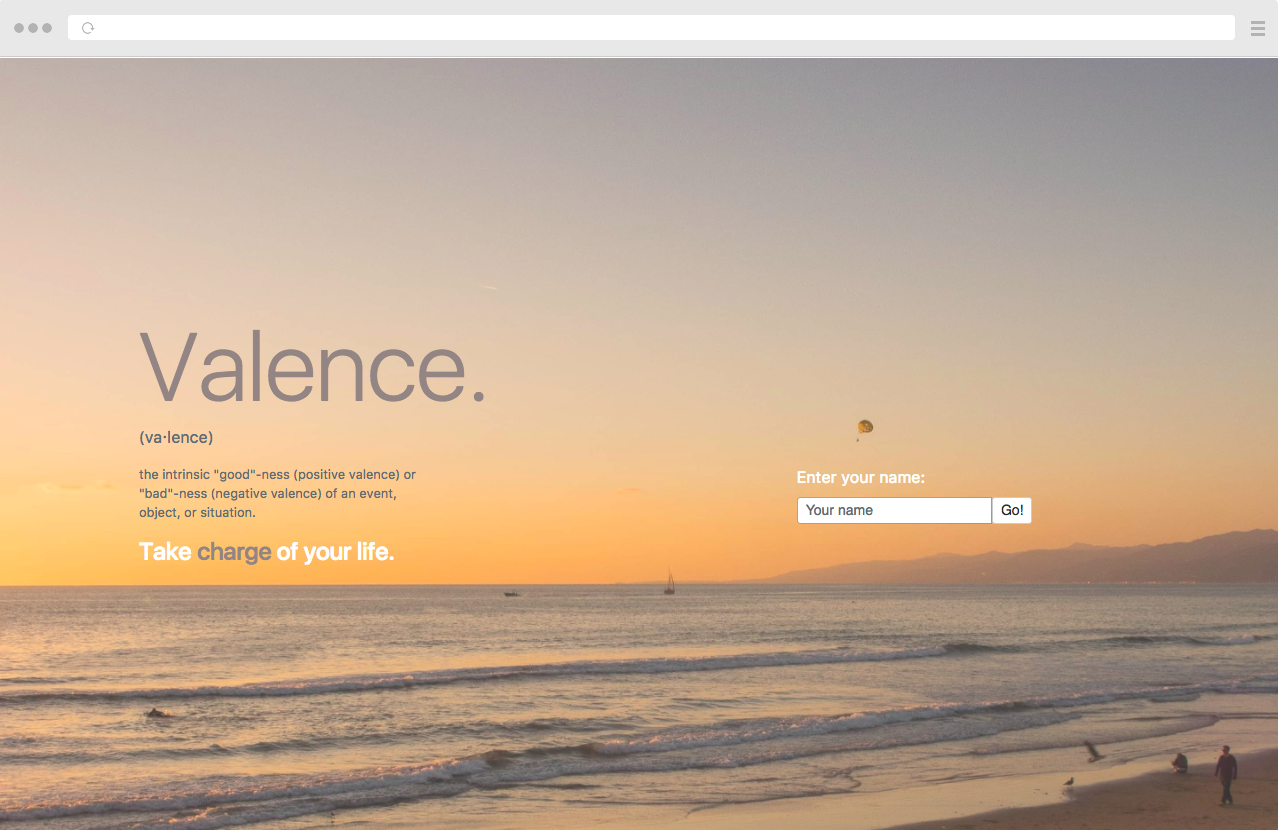 Valence.
(va·lence)
the intrinsic "good"-ness (positive valence) or
"bad"-ness (negative valence) of an event,
object, or situation.
Take charge of your life.
Enter your name:
Your name
Go!